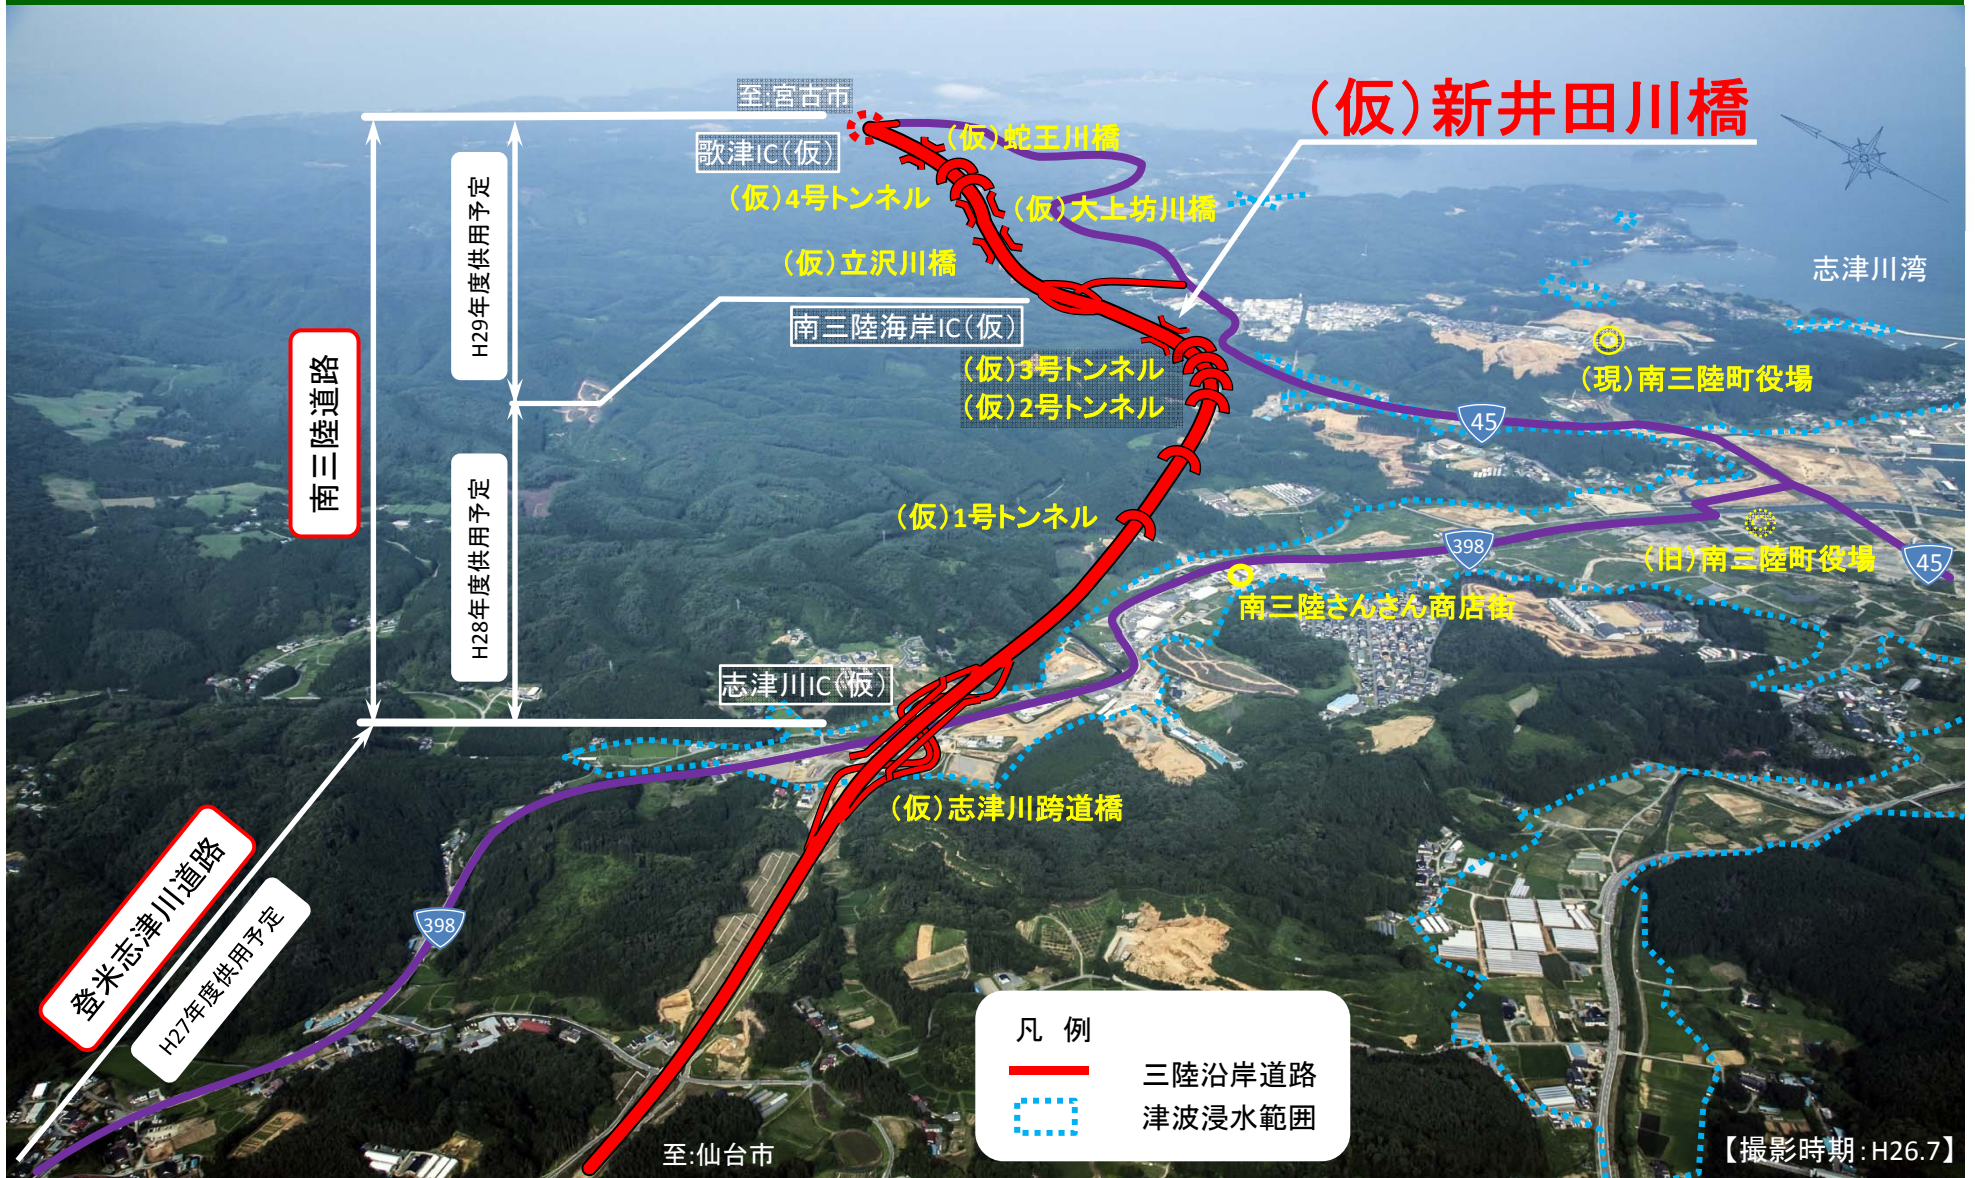 至:宮古市
(仮)新井田川橋
歌津IC(仮)
(仮)蛇王川橋
(仮)4号トンネル
(仮)大上坊川橋
(仮)立沢川橋
志津川湾
南三陸海岸IC(仮)
H29年度供用予定
南三陸道路
(仮)3号トンネル
(仮)2号トンネル
(現)南三陸町役場
45
(仮)1号トンネル
H28年度供用予定
398
(旧)南三陸町役場
45
南三陸さんさん商店街
志津川IC(仮)
(仮)志津川跨道橋
登米志津川道路
H27年度供用予定
398
凡 例
三陸沿岸道路
津波浸水範囲
至:仙台市
【撮影時期:H26.7】